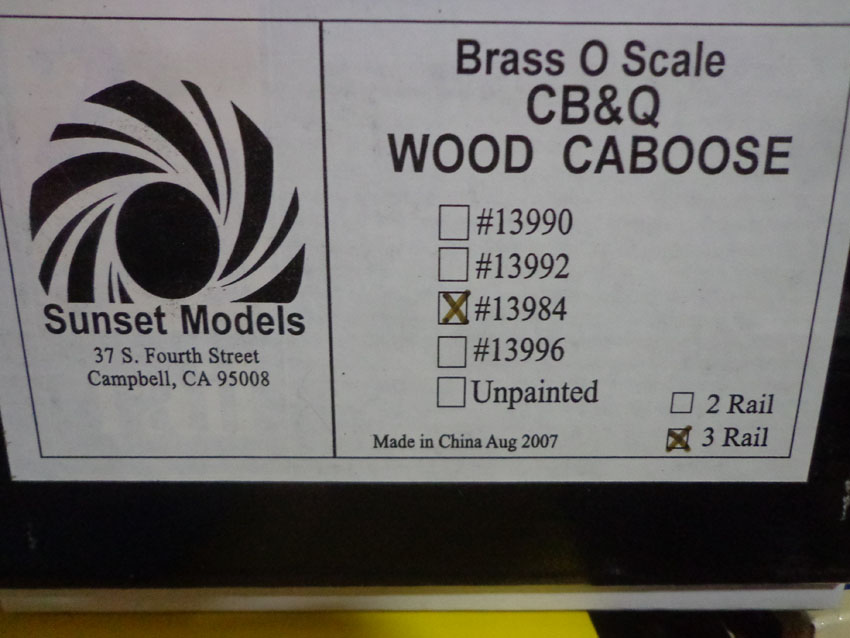 Sunset Models
37 S. Fourth Street
Campbell, CA 95008
Brass O Scale
CB&Q
WOOD CABOOSE
#13990
#13992
#13984
#13996
Unpainted
2 Rail
3 Rail
Made in China Aug 2007